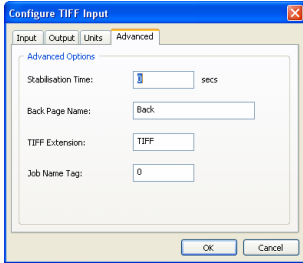 Configure TIFF Input
Input Output Units Advanced
Advanced Options
Stabilisation Time: 0 secs
Back Page Name: Back
TIFF Extension: TIFF
Job Name Tag: 0
OK Cancel